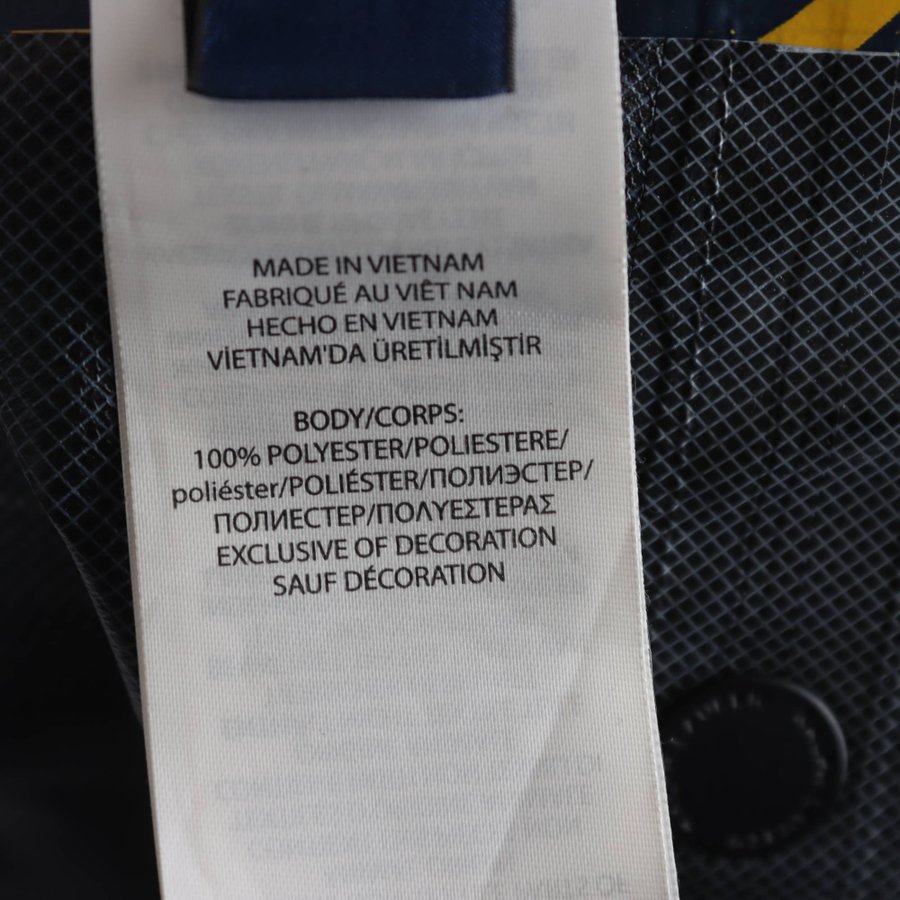 MADE IN VIETNAM
FABRIQUÉ AU VIÊT NAM
HECHO EN VIETNAM
VİETNAM'DA ÜRETİLMİŞTİR
BODY/CORPS:
100% POLYESTER/POLIESTERE/
poliéster/POLIÉSTER/ПОЛИЭСТЕР/
ПОЛИЕСТЕР/ΠΟΛΥΕΣΤΕΡΑΣ
EXCLUSIVE OF DECORATION
SAUF DÉCORATION